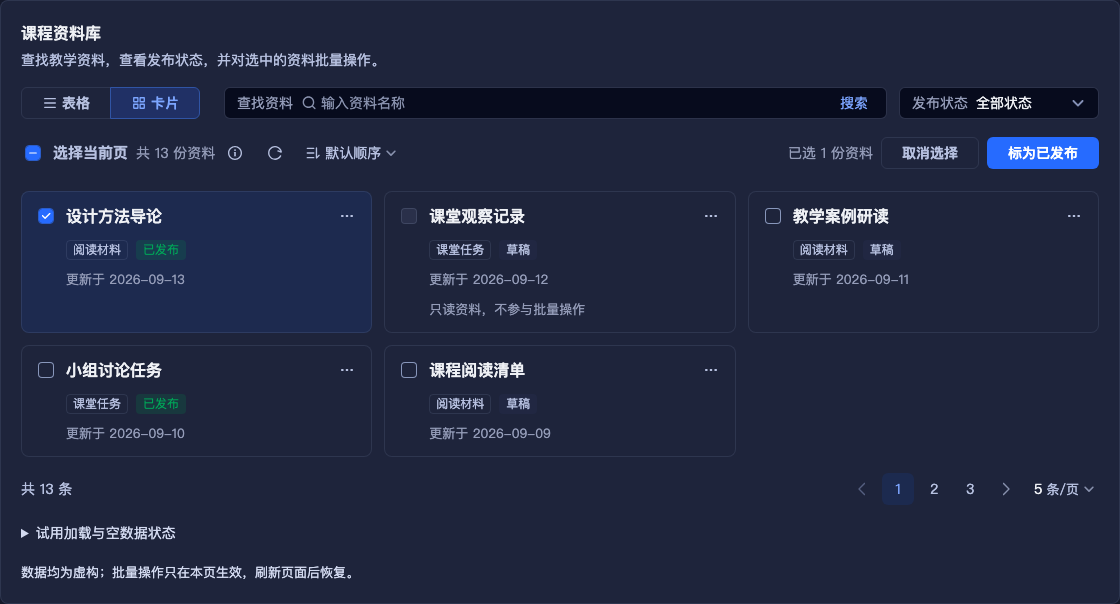 课程资料库
查找教学资料，查看发布状态，并对选中的资料批量操作。
表格 卡片 查找资料 输入资料名称 搜索 发布状态 全部状态
选择当前页 共 13 份资料 默认顺序 已选 1 份资料 取消选择 标为已发布
设计方法导论
阅读材料 已发布
更新于 2026-09-13
课堂观察记录
课堂任务 草稿
更新于 2026-09-12
只读资料，不参与批量操作
教学案例研读
阅读材料 草稿
更新于 2026-09-11
小组讨论任务
课堂任务 已发布
更新于 2026-09-10
课程阅读清单
阅读材料 草稿
更新于 2026-09-09
共 13 条 1 2 3 5 条/页
试用加载与空数据状态
数据均为虚构；批量操作只在本页生效，刷新页面后恢复。